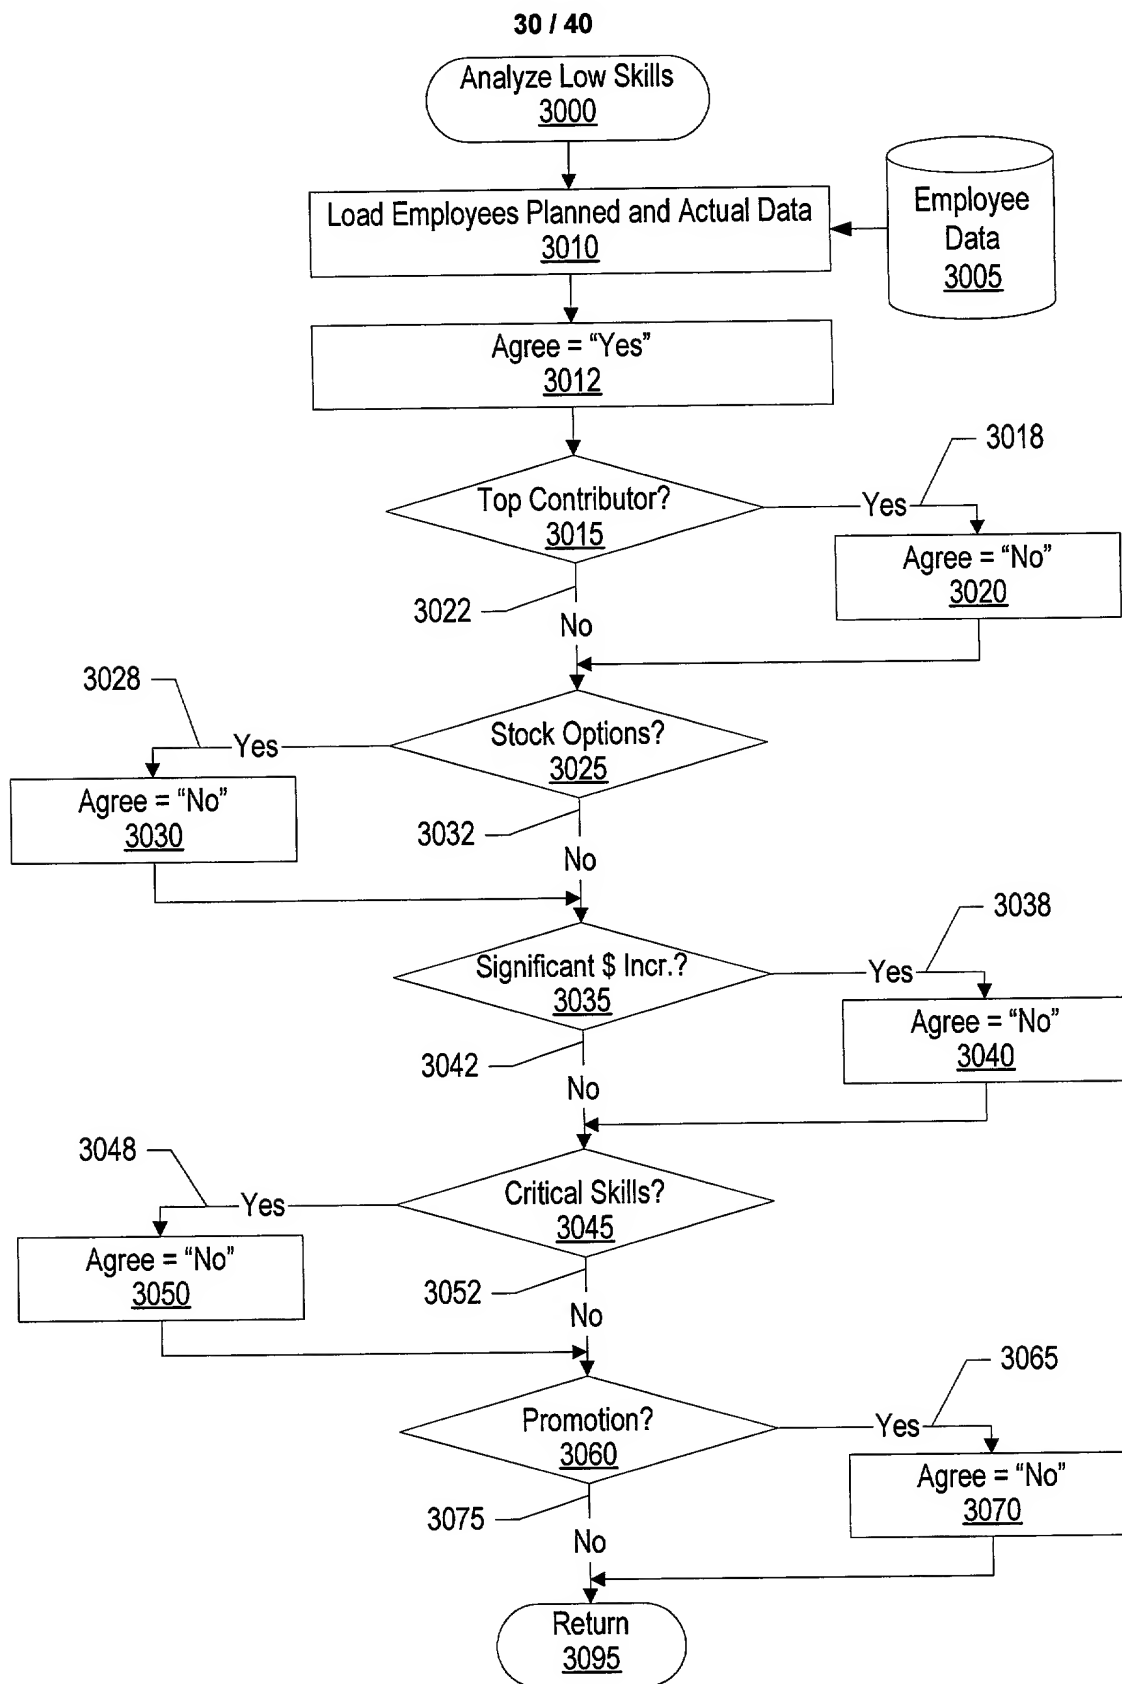 30 / 40
Analyze Low Skills
3000
Load Employees Planned and Actual Data
3010
Employee
Data
3005
Agree = “Yes”
3012
3018
Top Contributor?
3015
Yes
Agree = “No”
3020
3022
No
3028
Stock Options?
3025
Yes
Agree = “No”
3030
3032
No
3038
Significant $ Incr.?
3035
Yes
Agree = “No”
3040
3042
No
3048
Critical Skills?
3045
Yes
Agree = “No”
3050
3052
No
3065
Promotion?
3060
Yes
Agree = “No”
3070
3075
No
Return
3095